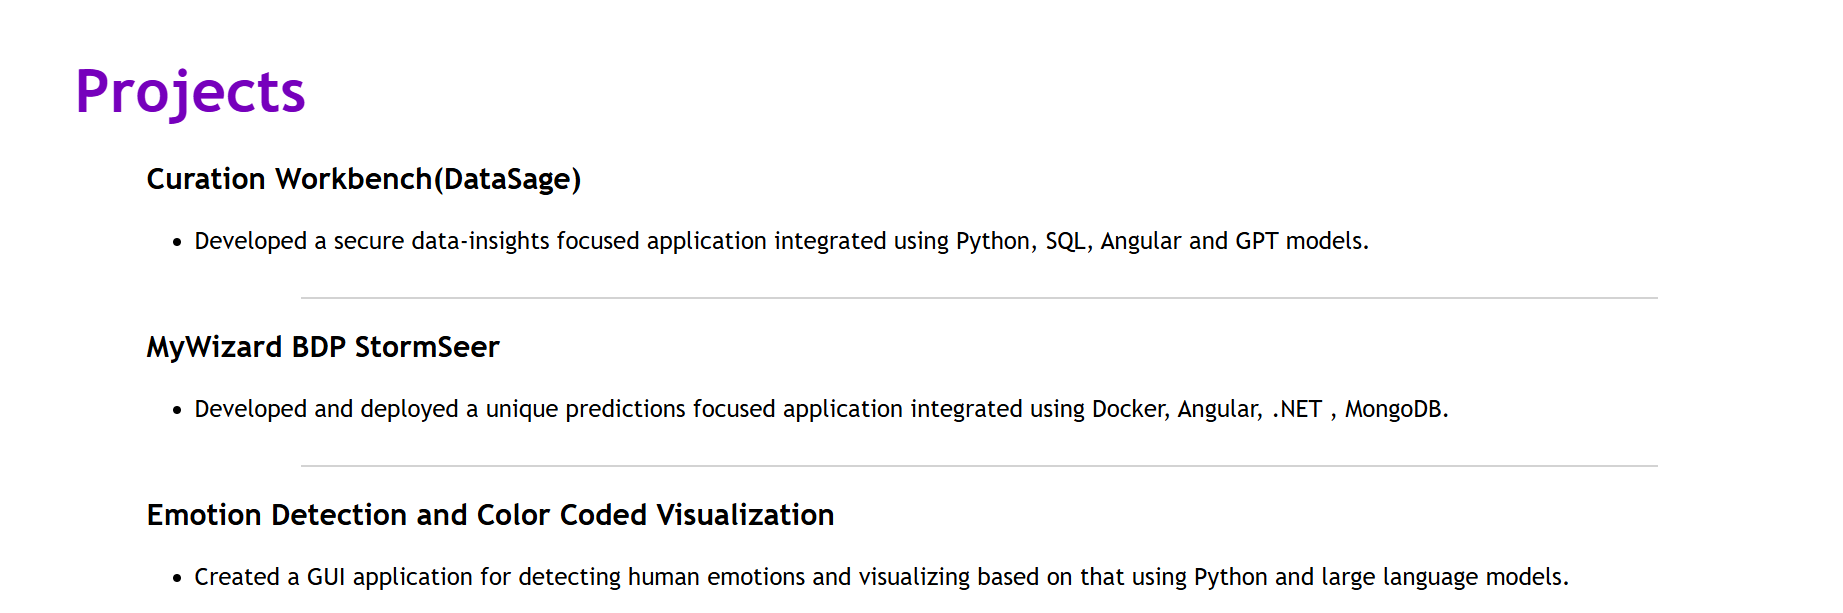 Projects
Curation Workbench(DataSage)
• Developed a secure data-insights focused application integrated using Python, SQL, Angular and GPT models.
MyWizard BDP StormSeer
• Developed and deployed a unique predictions focused application integrated using Docker, Angular, .NET , MongoDB.
Emotion Detection and Color Coded Visualization
• Created a GUI application for detecting human emotions and visualizing based on that using Python and large language models.